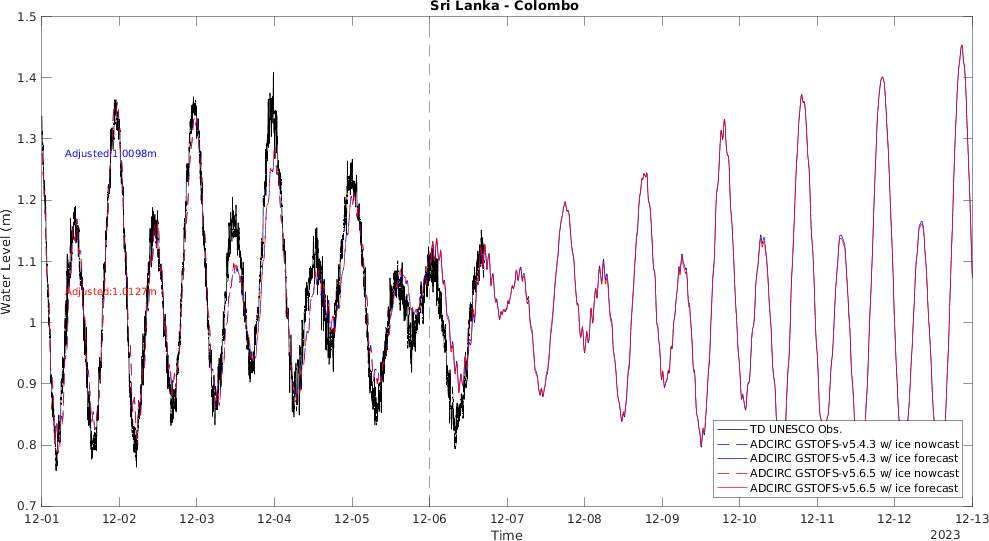 Sri Lanka - Colombo
1.5
1.4
1.3
1.2
1.1
1
0.9
0.8
0.7
Water Level (m)
Adjusted:1.0098m
Adjusted:1.0127m
TD UNESCO Obs.
ADCIRC GSTOFS-v5.4.3 w/ ice nowcast
ADCIRC GSTOFS-v5.4.3 w/ ice forecast
ADCIRC GSTOFS-v5.6.5 w/ ice nowcast
ADCIRC GSTOFS-v5.6.5 w/ ice forecast
12-01 12-02 12-03 12-04 12-05 12-06 12-07 12-08 12-09 12-10 12-11 12-12 12-13
Time
2023